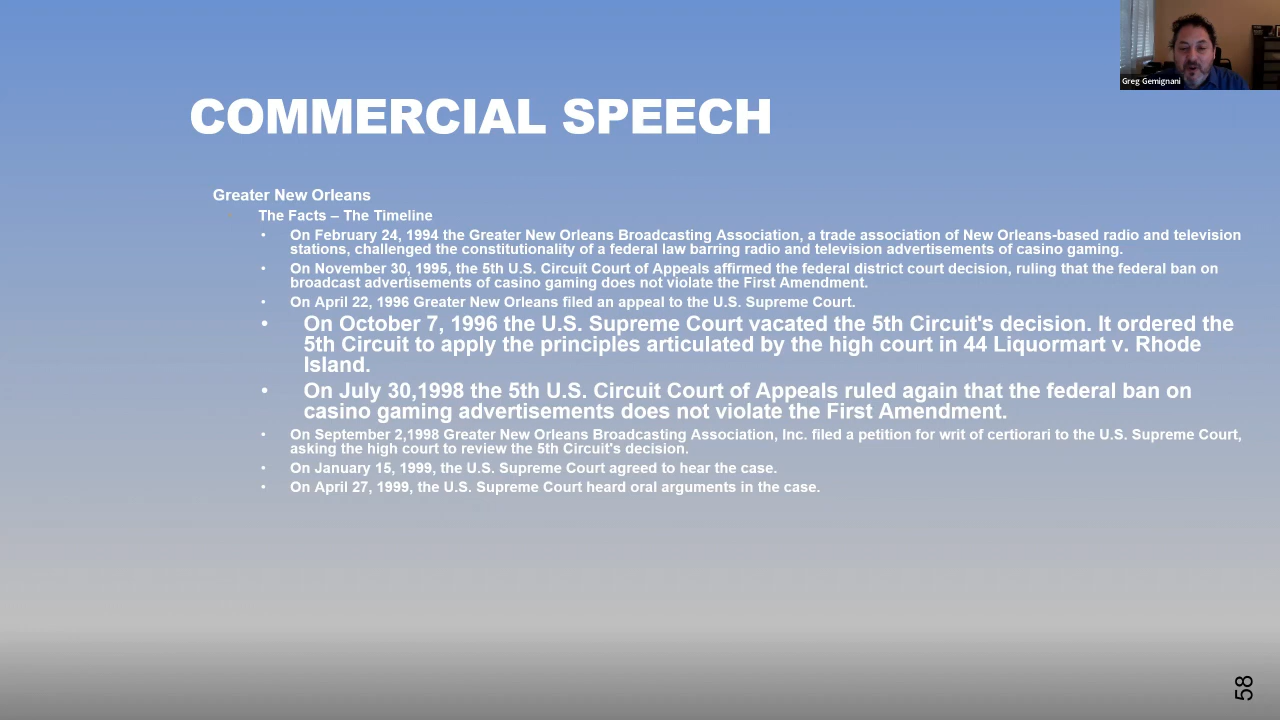 Greg Gemignani
COMMERCIAL SPEECH
Greater New Orleans
The Facts – The Timeline
• On February 24, 1994 the Greater New Orleans Broadcasting Association, a trade association of New Orleans-based radio and television
stations, challenged the constitutionality of a federal law barring radio and television advertisements of casino gaming.
• On November 30, 1995, the 5th U.S. Circuit Court of Appeals affirmed the federal district court decision, ruling that the federal ban on
broadcast advertisements of casino gaming does not violate the First Amendment.
• On April 22, 1996 Greater New Orleans filed an appeal to the U.S. Supreme Court.
• On October 7, 1996 the U.S. Supreme Court vacated the 5th Circuit's decision. It ordered the
5th Circuit to apply the principles articulated by the high court in 44 Liquormart v. Rhode
Island.
• On July 30,1998 the 5th U.S. Circuit Court of Appeals ruled again that the federal ban on
casino gaming advertisements does not violate the First Amendment.
• On September 2,1998 Greater New Orleans Broadcasting Association, Inc. filed a petition for writ of certiorari to the U.S. Supreme Court,
asking the high court to review the 5th Circuit's decision.
• On January 15, 1999, the U.S. Supreme Court agreed to hear the case.
• On April 27, 1999, the U.S. Supreme Court heard oral arguments in the case.
58